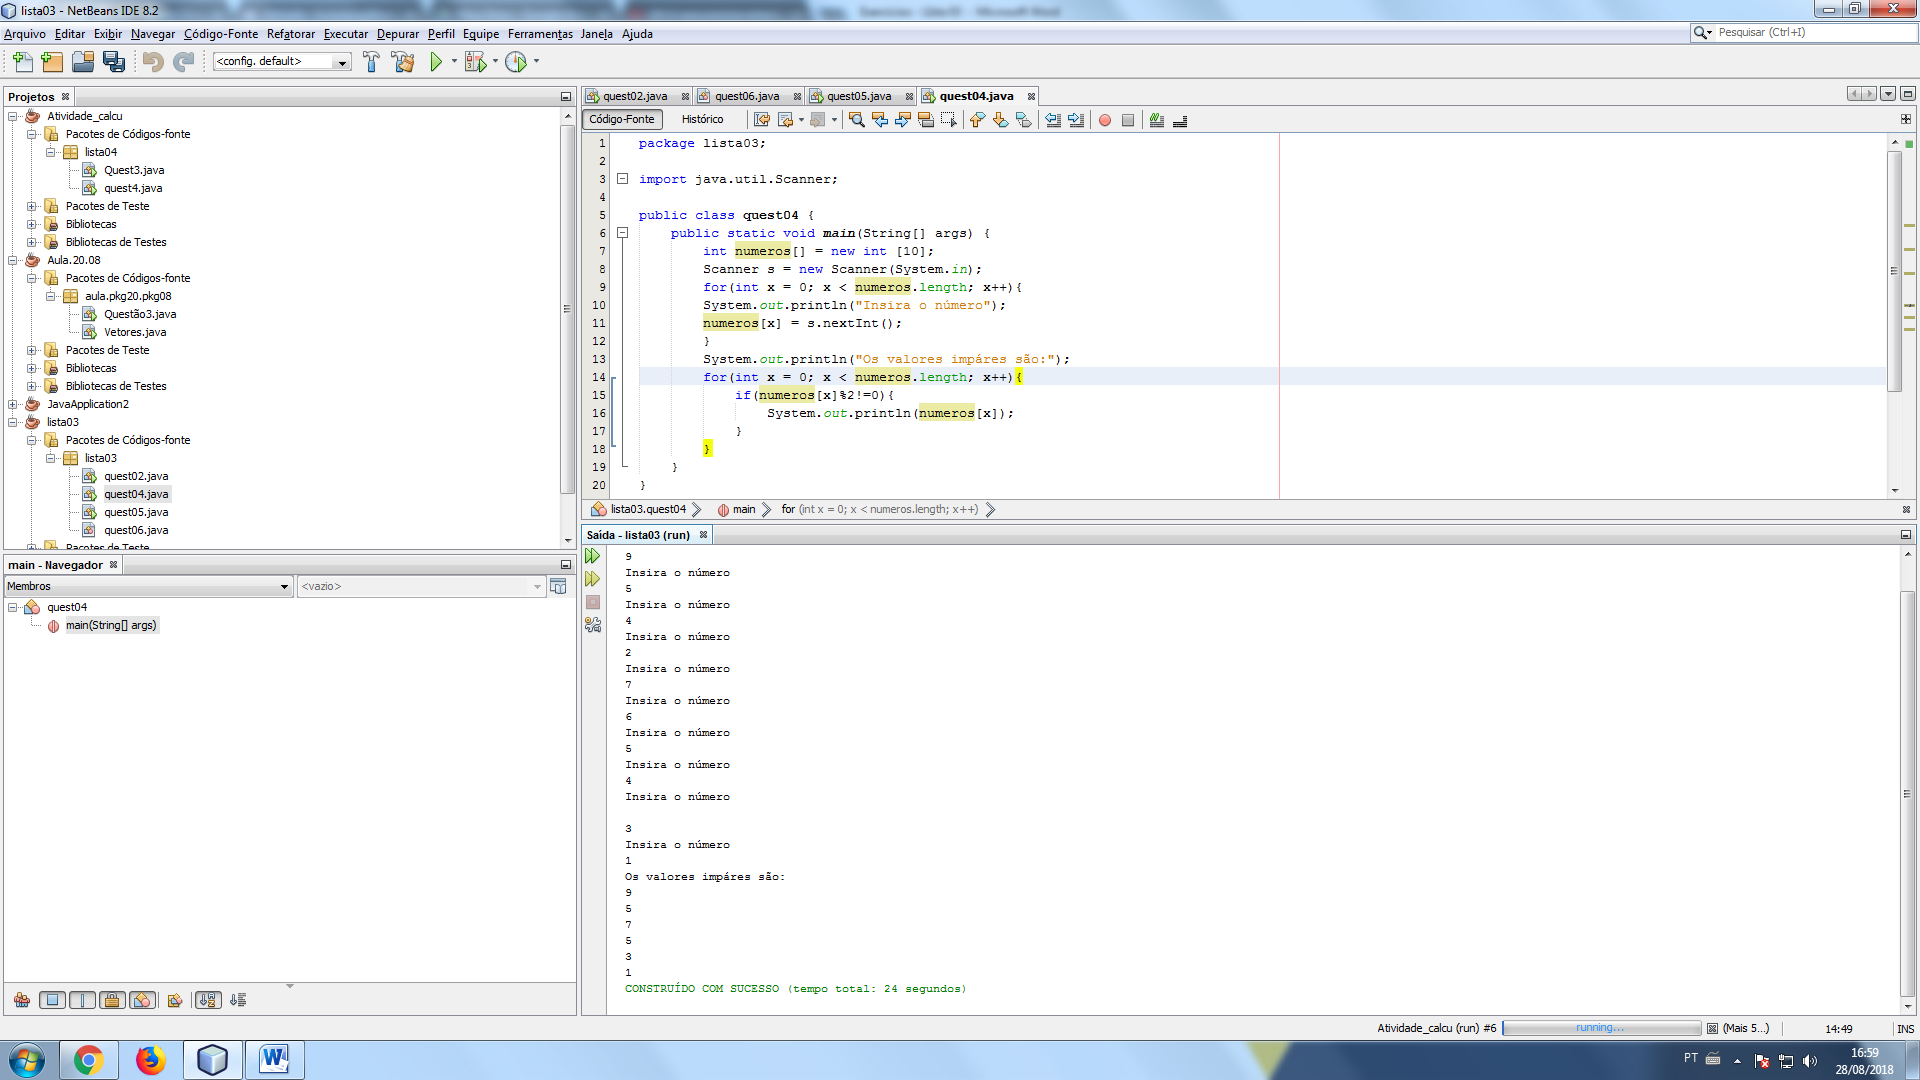 lista03 - NetBeans IDE 8.2
Arquivo Editar Exibir Navegar Código-Fonte Refatorar Executar Depurar Perfil Equipe Ferramentas Janela Ajuda
Pesquisar (Ctrl+I)
<config. default>
Projetos
Atividade_calcu
Pacotes de Códigos-fonte
lista04
Quest3.java
quest4.java
Pacotes de Teste
Bibliotecas
Bibliotecas de Testes
Aula.20.08
Pacotes de Códigos-fonte
aula.pkg20.pkg08
Questão3.java
Vetores.java
Pacotes de Teste
Bibliotecas
Bibliotecas de Testes
JavaApplication2
lista03
Pacotes de Códigos-fonte
lista03
quest02.java
quest04.java
quest05.java
quest06.java
Pacotes de Teste
main - Navegador
Membros
<vazio>
quest04
main(String[] args)
quest02.java quest06.java quest05.java quest04.java
Código-Fonte Histórico
1 package lista03;
2
3 import java.util.Scanner;
4
5 public class quest04 {
6 public static void main(String[] args) {
7 int numeros[] = new int [10];
8 Scanner s = new Scanner(System.in);
9 for(int x = 0; x < numeros.length; x++){
10 System.out.println("Insira o número");
11 numeros[x] = s.nextInt();
12 }
13 System.out.println("Os valores impáres são:");
14 for(int x = 0; x < numeros.length; x++){
15 if(numeros[x]%2!=0){
16 System.out.println(numeros[x]);
17 }
18 }
19 }
20 }
lista03.quest04 main for (int x = 0; x < numeros.length; x++)
Saída - lista03 (run)
9
Insira o número
5
Insira o número
4
Insira o número
2
Insira o número
7
Insira o número
6
Insira o número
5
Insira o número
4
Insira o número
3
Insira o número
1
Os valores impáres são:
9
5
7
5
3
1
CONSTRUÍDO COM SUCESSO (tempo total: 24 segundos)
Atividade_calcu (run) #6 running... (Mais 5...) 14:49 INS
PT
16:59
28/08/2018